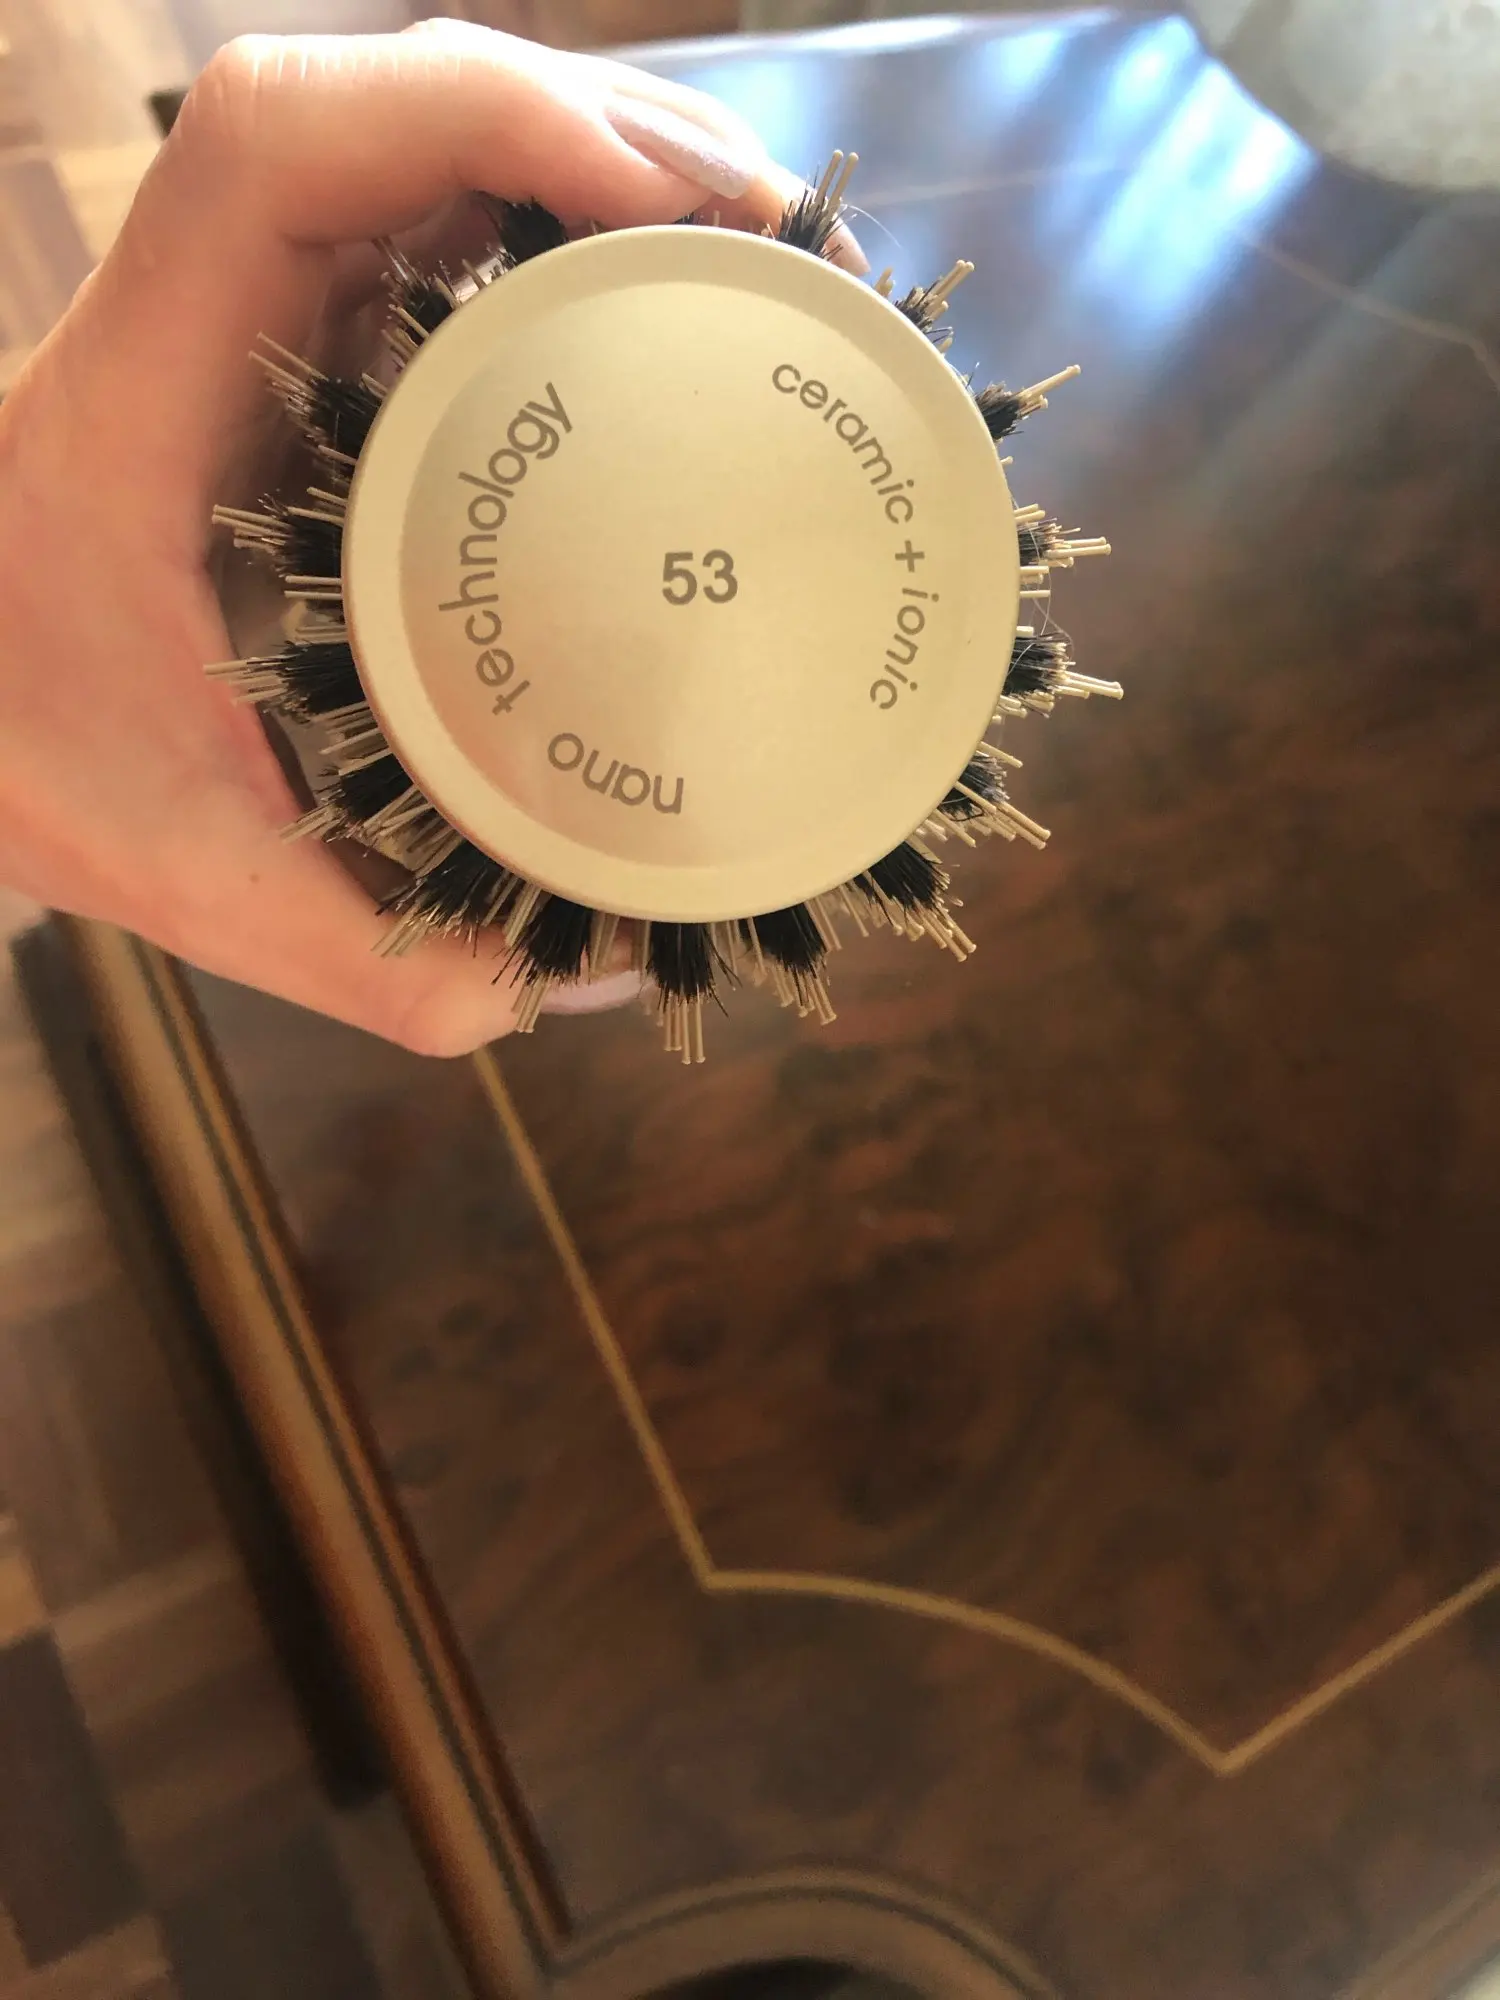 nano technology
ceramic + ionic
53